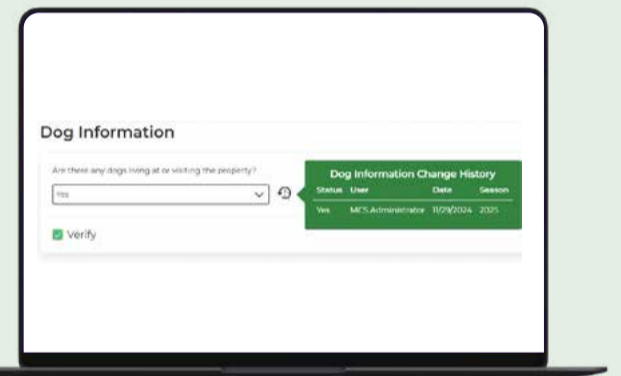 Dog Information
Are there any dogs living at or visiting the property?
Yes
Verify
Dog Information Change History
Status User Date Season
Yes MCS Administrator 11/29/2024 2025